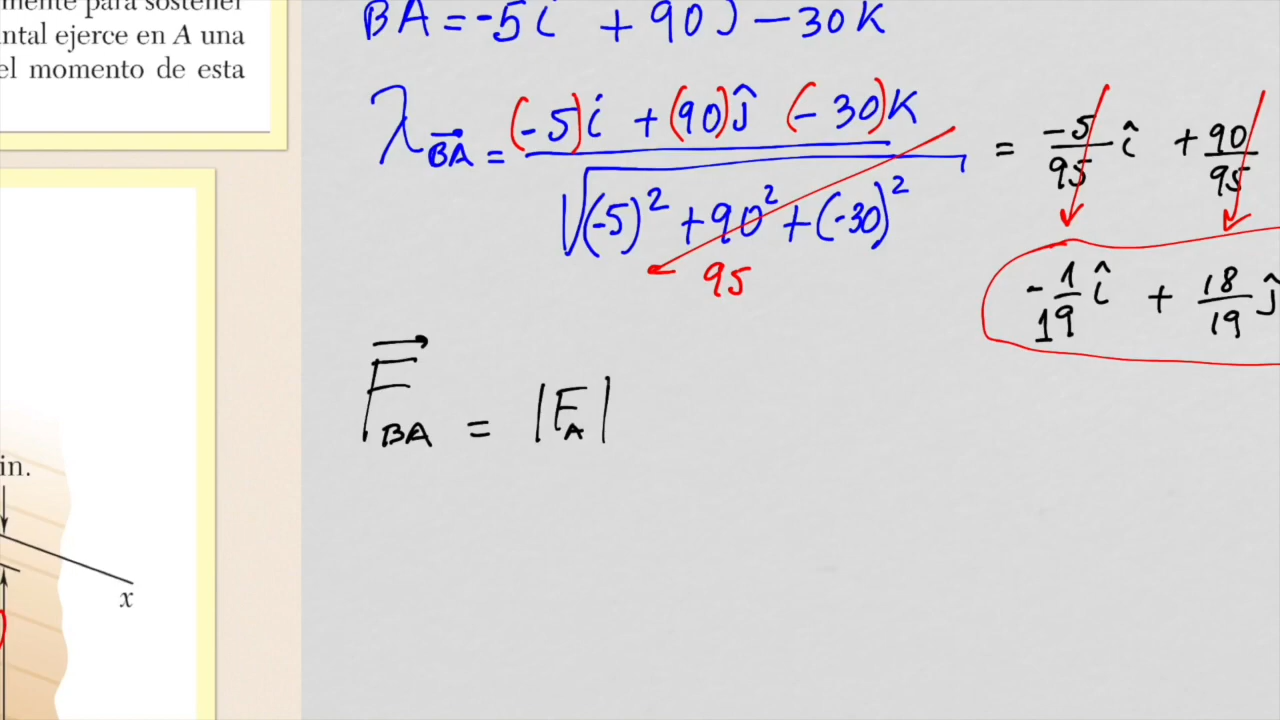 mente para sostener
ntal ejerce en A una
el momento de esta
in.
x
BA = -5i + 90J - 30K
λBA = (-5)i + (90)ĵ (-30)K / √(-5)² + 90² + (-30)² = -5/95 î + 90/95
95
-1/19 î + 18/19 ĵ
F⃗BA = |FA|